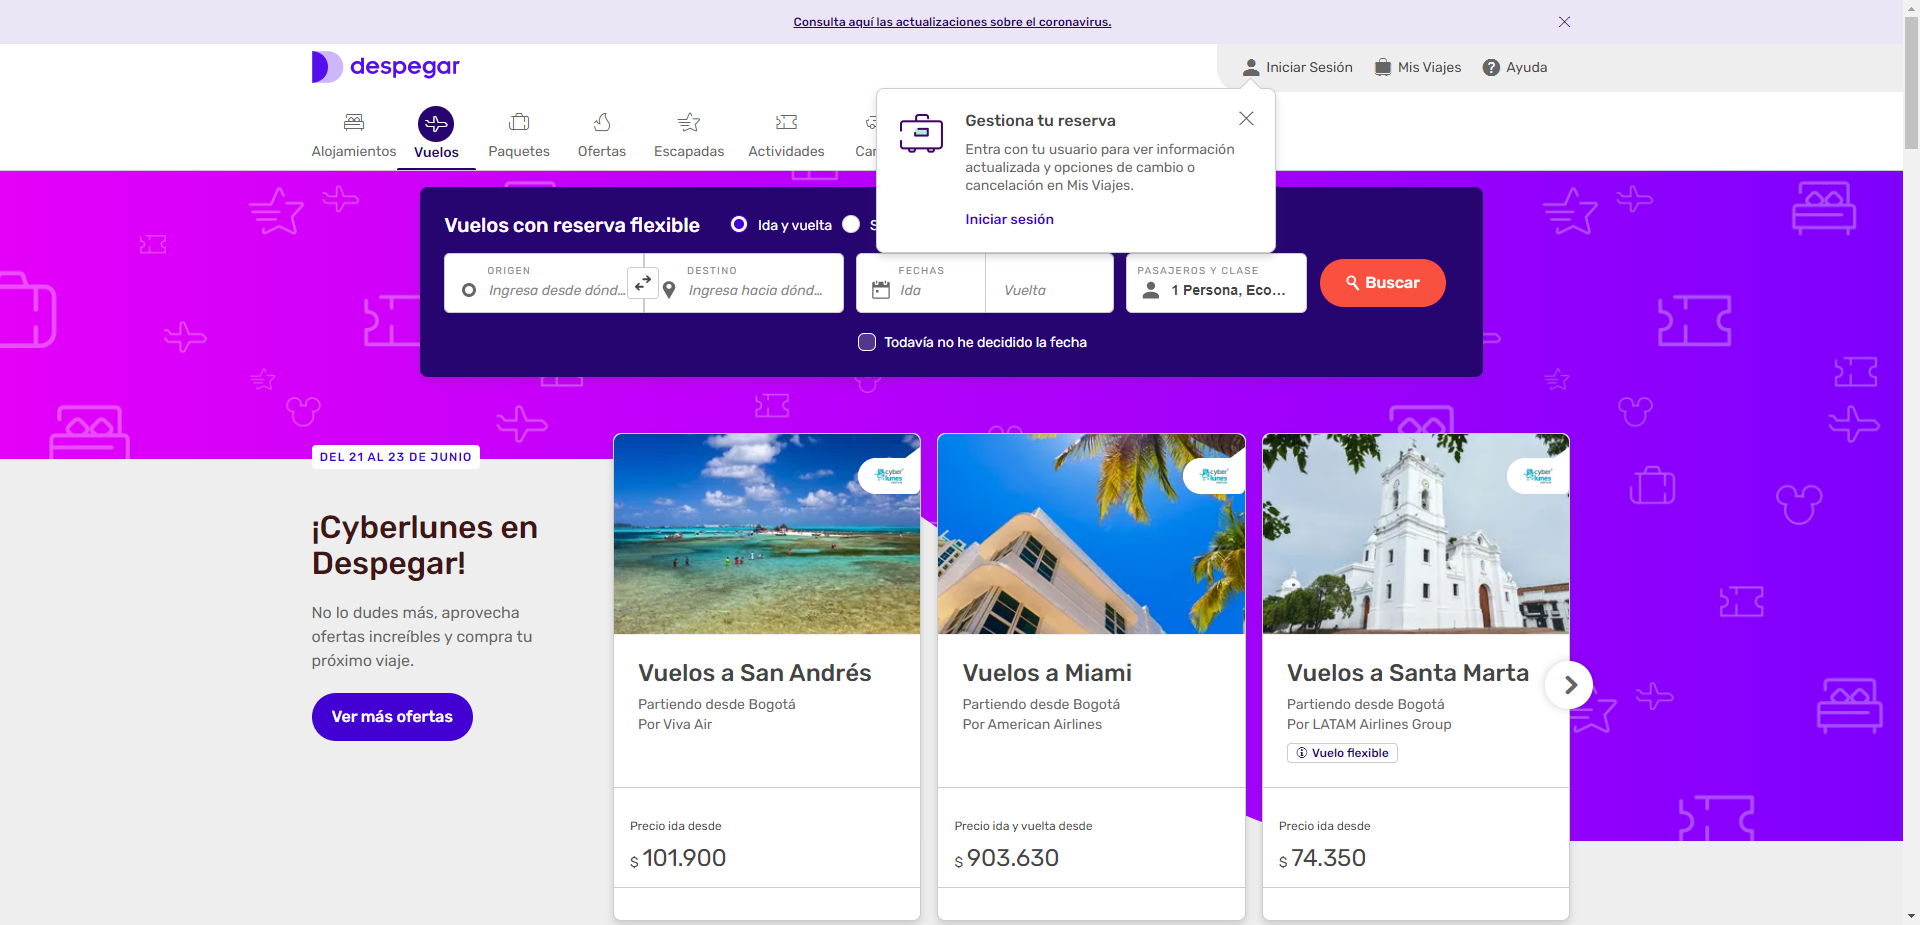 Consulta aquí las actualizaciones sobre el coronavirus.
despegar
Iniciar Sesión
Mis Viajes
Ayuda
Alojamientos
Vuelos
Paquetes
Ofertas
Escapadas
Actividades
Gestiona tu reserva
Entra con tu usuario para ver información
actualizada y opciones de cambio o
cancelación en Mis Viajes.
Iniciar sesión
Vuelos con reserva flexible
Ida y vuelta
ORIGEN
Ingresa desde dónd...
DESTINO
Ingresa hacia dónd...
FECHAS
Ida
Vuelta
PASAJEROS Y CLASE
1 Persona, Eco...
Buscar
Todavía no he decidido la fecha
DEL 21 AL 23 DE JUNIO
¡Cyberlunes en
Despegar!
No lo dudes más, aprovecha
ofertas increíbles y compra tu
próximo viaje.
Ver más ofertas
cyber
lunes
Vuelos a San Andrés
Partiendo desde Bogotá
Por Viva Air
Precio ida desde
$ 101.900
cyber
lunes
Vuelos a Miami
Partiendo desde Bogotá
Por American Airlines
Precio ida y vuelta desde
$ 903.630
cyber
lunes
Vuelos a Santa Marta
Partiendo desde Bogotá
Por LATAM Airlines Group
Vuelo flexible
Precio ida desde
$ 74.350